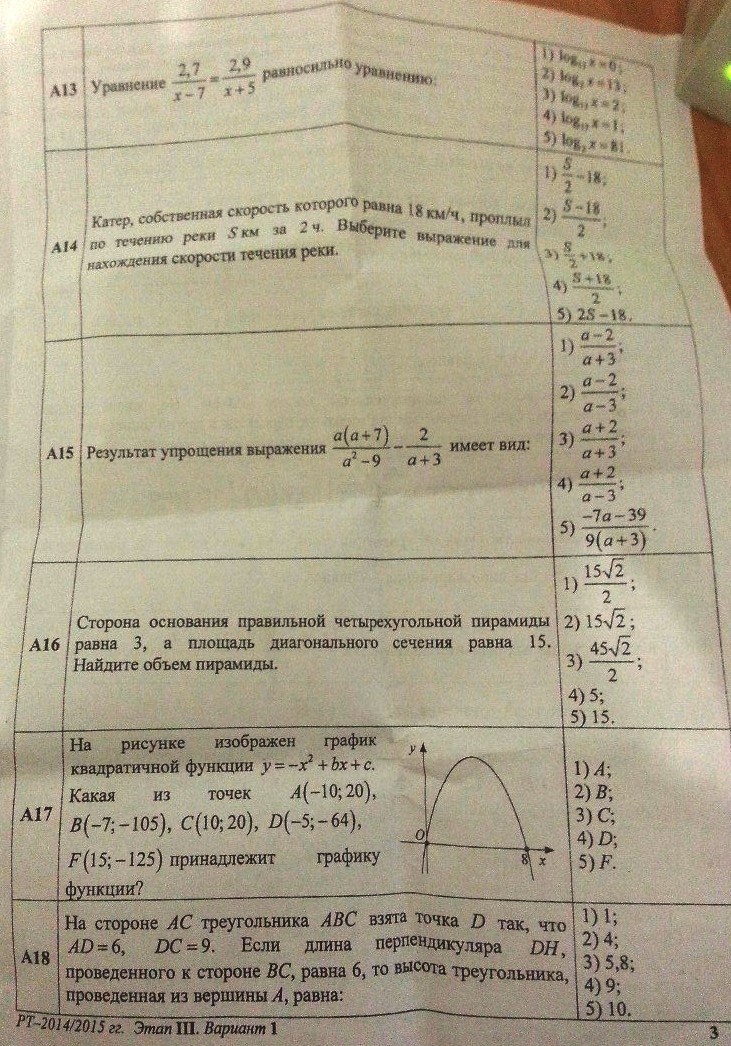 A13 Уравнение 2,7/(x−7) = 2,9/(x+5) равносильно уравнению:
1) log₁₃ x = 0;
2) x = 13;
3) log₁₃ x = 2;
4) log₁₃ x = 1;
5) x = 81.
A14 Катер, собственная скорость которого равна 18 км/ч, проплыл
по течению реки S км за 2 ч. Выберите выражение для
нахождения скорости течения реки.
1) S/2 − 18;
2) (S−18)/2;
3) S/2 + 18;
4) (S+18)/2;
5) 2S − 18.
A15 Результат упрощения выражения a(a+7)/(a²−9) − 2/(a+3) имеет вид:
1) (a−2)/(a+3);
2) (a−2)/(a−3);
3) (a+2)/(a+3);
4) (a+2)/(a−3);
5) (−7a−39)/(9(a+3)).
A16 Сторона основания правильной четырехугольной пирамиды
равна 3, а площадь диагонального сечения равна 15.
Найдите объем пирамиды.
1) 15√2/2;
2) 15√2;
3) 45√2/2;
4) 5;
5) 15.
A17 На рисунке изображен график
квадратичной функции y = −x² + bx + c.
Какая из точек A(−10; 20),
B(−7; −105), C(10; 20), D(−5; −64),
F(15; −125) принадлежит графику
функции?
y
O
8 x
1) A;
2) B;
3) C;
4) D;
5) F.
A18 На стороне AC треугольника ABC взята точка D так, что
AD = 6, DC = 9. Если длина перпендикуляра DH,
проведенного к стороне BC, равна 6, то высота треугольника,
проведенная из вершины A, равна:
1) 1;
2) 4;
3) 5,8;
4) 9;
5) 10.
РТ–2014/2015 гг. Этап III. Вариант 1
3